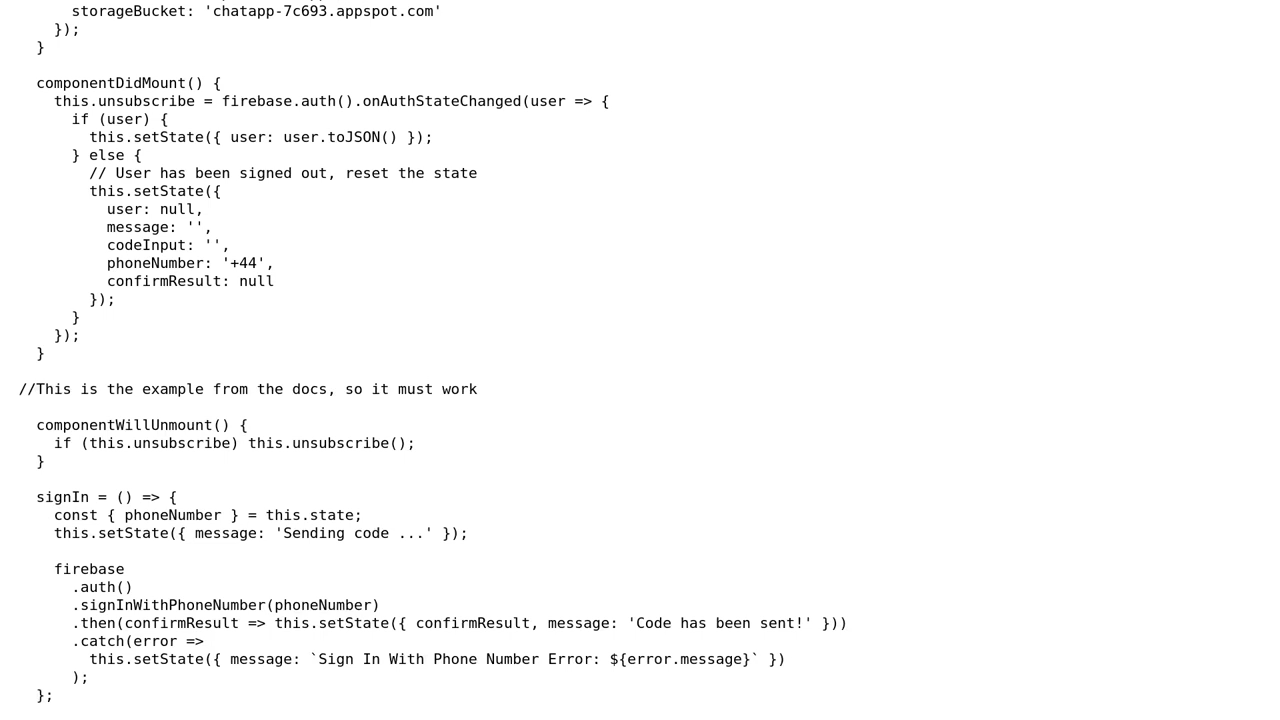 storageBucket: 'chatapp-7c693.appspot.com'
    });
  }

  componentDidMount() {
    this.unsubscribe = firebase.auth().onAuthStateChanged(user => {
      if (user) {
        this.setState({ user: user.toJSON() });
      } else {
        // User has been signed out, reset the state
        this.setState({
          user: null,
          message: '',
          codeInput: '',
          phoneNumber: '+44',
          confirmResult: null
        });
      }
    });
  }

//This is the example from the docs, so it must work

  componentWillUnmount() {
    if (this.unsubscribe) this.unsubscribe();
  }

  signIn = () => {
    const { phoneNumber } = this.state;
    this.setState({ message: 'Sending code ...' });

    firebase
      .auth()
      .signInWithPhoneNumber(phoneNumber)
      .then(confirmResult => this.setState({ confirmResult, message: 'Code has been sent!' }))
      .catch(error =>
        this.setState({ message: `Sign In With Phone Number Error: ${error.message}` })
      );
  };